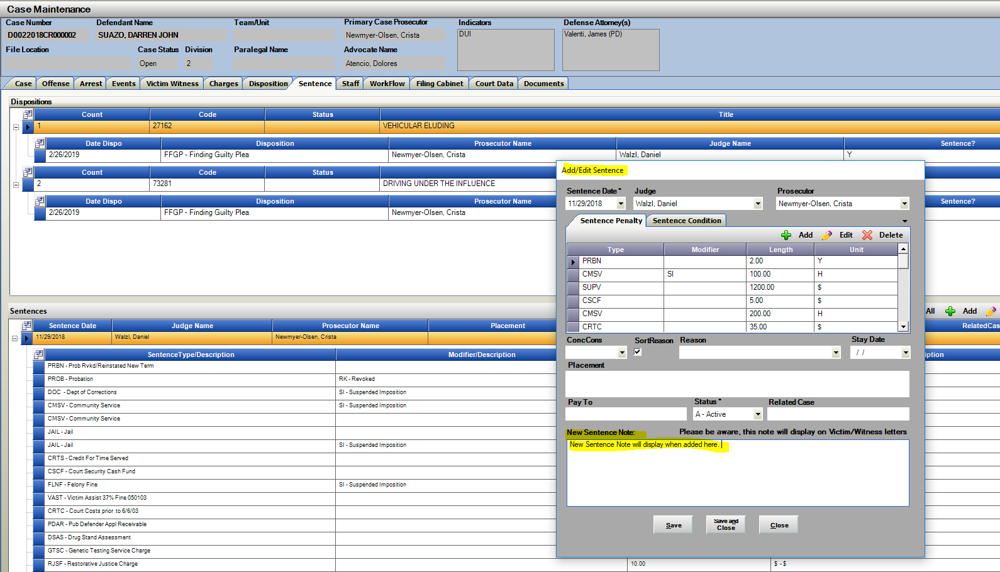 Case Maintenance
Case Number Defendant Name Team/Unit Primary Case Prosecutor Indicators Defense Attorney(s)
D0022018CR000002 SUAZO, DARREN JOHN Newmyer-Olsen, Crista DUI Valenti, James (PD)
File Location Case Status Division Paralegal Name Advocate Name
Open 2 Atencio, Dolores
Case Offense Arrest Events Victim Witness Charges Disposition Sentence Staff WorkFlow Filing Cabinet Court Data Documents
Dispositions
Count Code Status Title
1 27162 VEHICULAR ELUDING
Date Dispo Disposition Prosecutor Name Judge Name Sentence?
2/26/2019 FFGP - Finding Guilty Plea Newmyer-Olsen, Crista Walzl, Daniel Y
Count Code Status
2 73281 DRIVING UNDER THE INFLUENCE
Date Dispo Disposition Prosecutor Name Sentence?
2/26/2019 FFGP - Finding Guilty Plea Newmyer-Olsen, Crista
Sentences All Add
Sentence Date Judge Name Prosecutor Name Placement RelatedCas
11/29/2018 Walzl, Daniel Newmyer-Olsen, Crista
SentenceType/Description Modifier/Description iption
PRBN - Prob Rvkd/Reinstated New Term
PROB - Probation RK - Revoked
DOC - Dept of Corrections SI - Suspended Imposition
CMSV - Community Service SI - Suspended Imposition
CMSV - Community Service
JAIL - Jail
JAIL - Jail SI - Suspended Imposition
CRTS - Credit For Time Served
CSCF - Court Security Cash Fund
FLNF - Felony Fine SI - Suspended Imposition
VAST - Victim Assist 37% Fine 050103
CRTC - Court Costs prior to 6/6/03
PDAR - Pub Defender Appl Receivable
DSAS - Drug Stand Assessment
GTSC - Genetic Testing Service Charge
RJSF - Restorative Justice Charge 10.00 $ - $
Add/Edit Sentence
Sentence Date * Judge Prosecutor
11/29/2018 Walzl, Daniel Newmyer-Olsen, Crista
Sentence Penalty Sentence Condition
Add Edit Delete
Type Modifier Length Unit
PRBN 2.00 Y
CMSV SI 100.00 H
SUPV 1200.00 $
CSCF 5.00 $
CMSV 200.00 H
CRTC 35.00 $
ConcCons SortReason Reason Stay Date
/ /
Placement
Pay To Status * Related Case
A - Active
New Sentence Note: Please be aware, this note will display on Victim/Witness letters
New Sentence Note will display when added here.
Save Save and Close Close